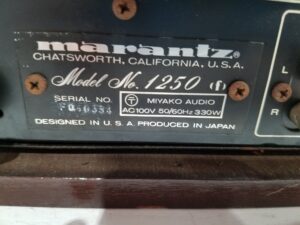 marantz®
CHATSWORTH, CALIFORNIA, U.S.A.
Model No. 1250 (f)
SERIAL NO. Ⓣ MIYAKO AUDIO
AC100V 50/60Hz 330W
DESIGNED IN U.S.A. PRODUCED IN JAPAN
L
R